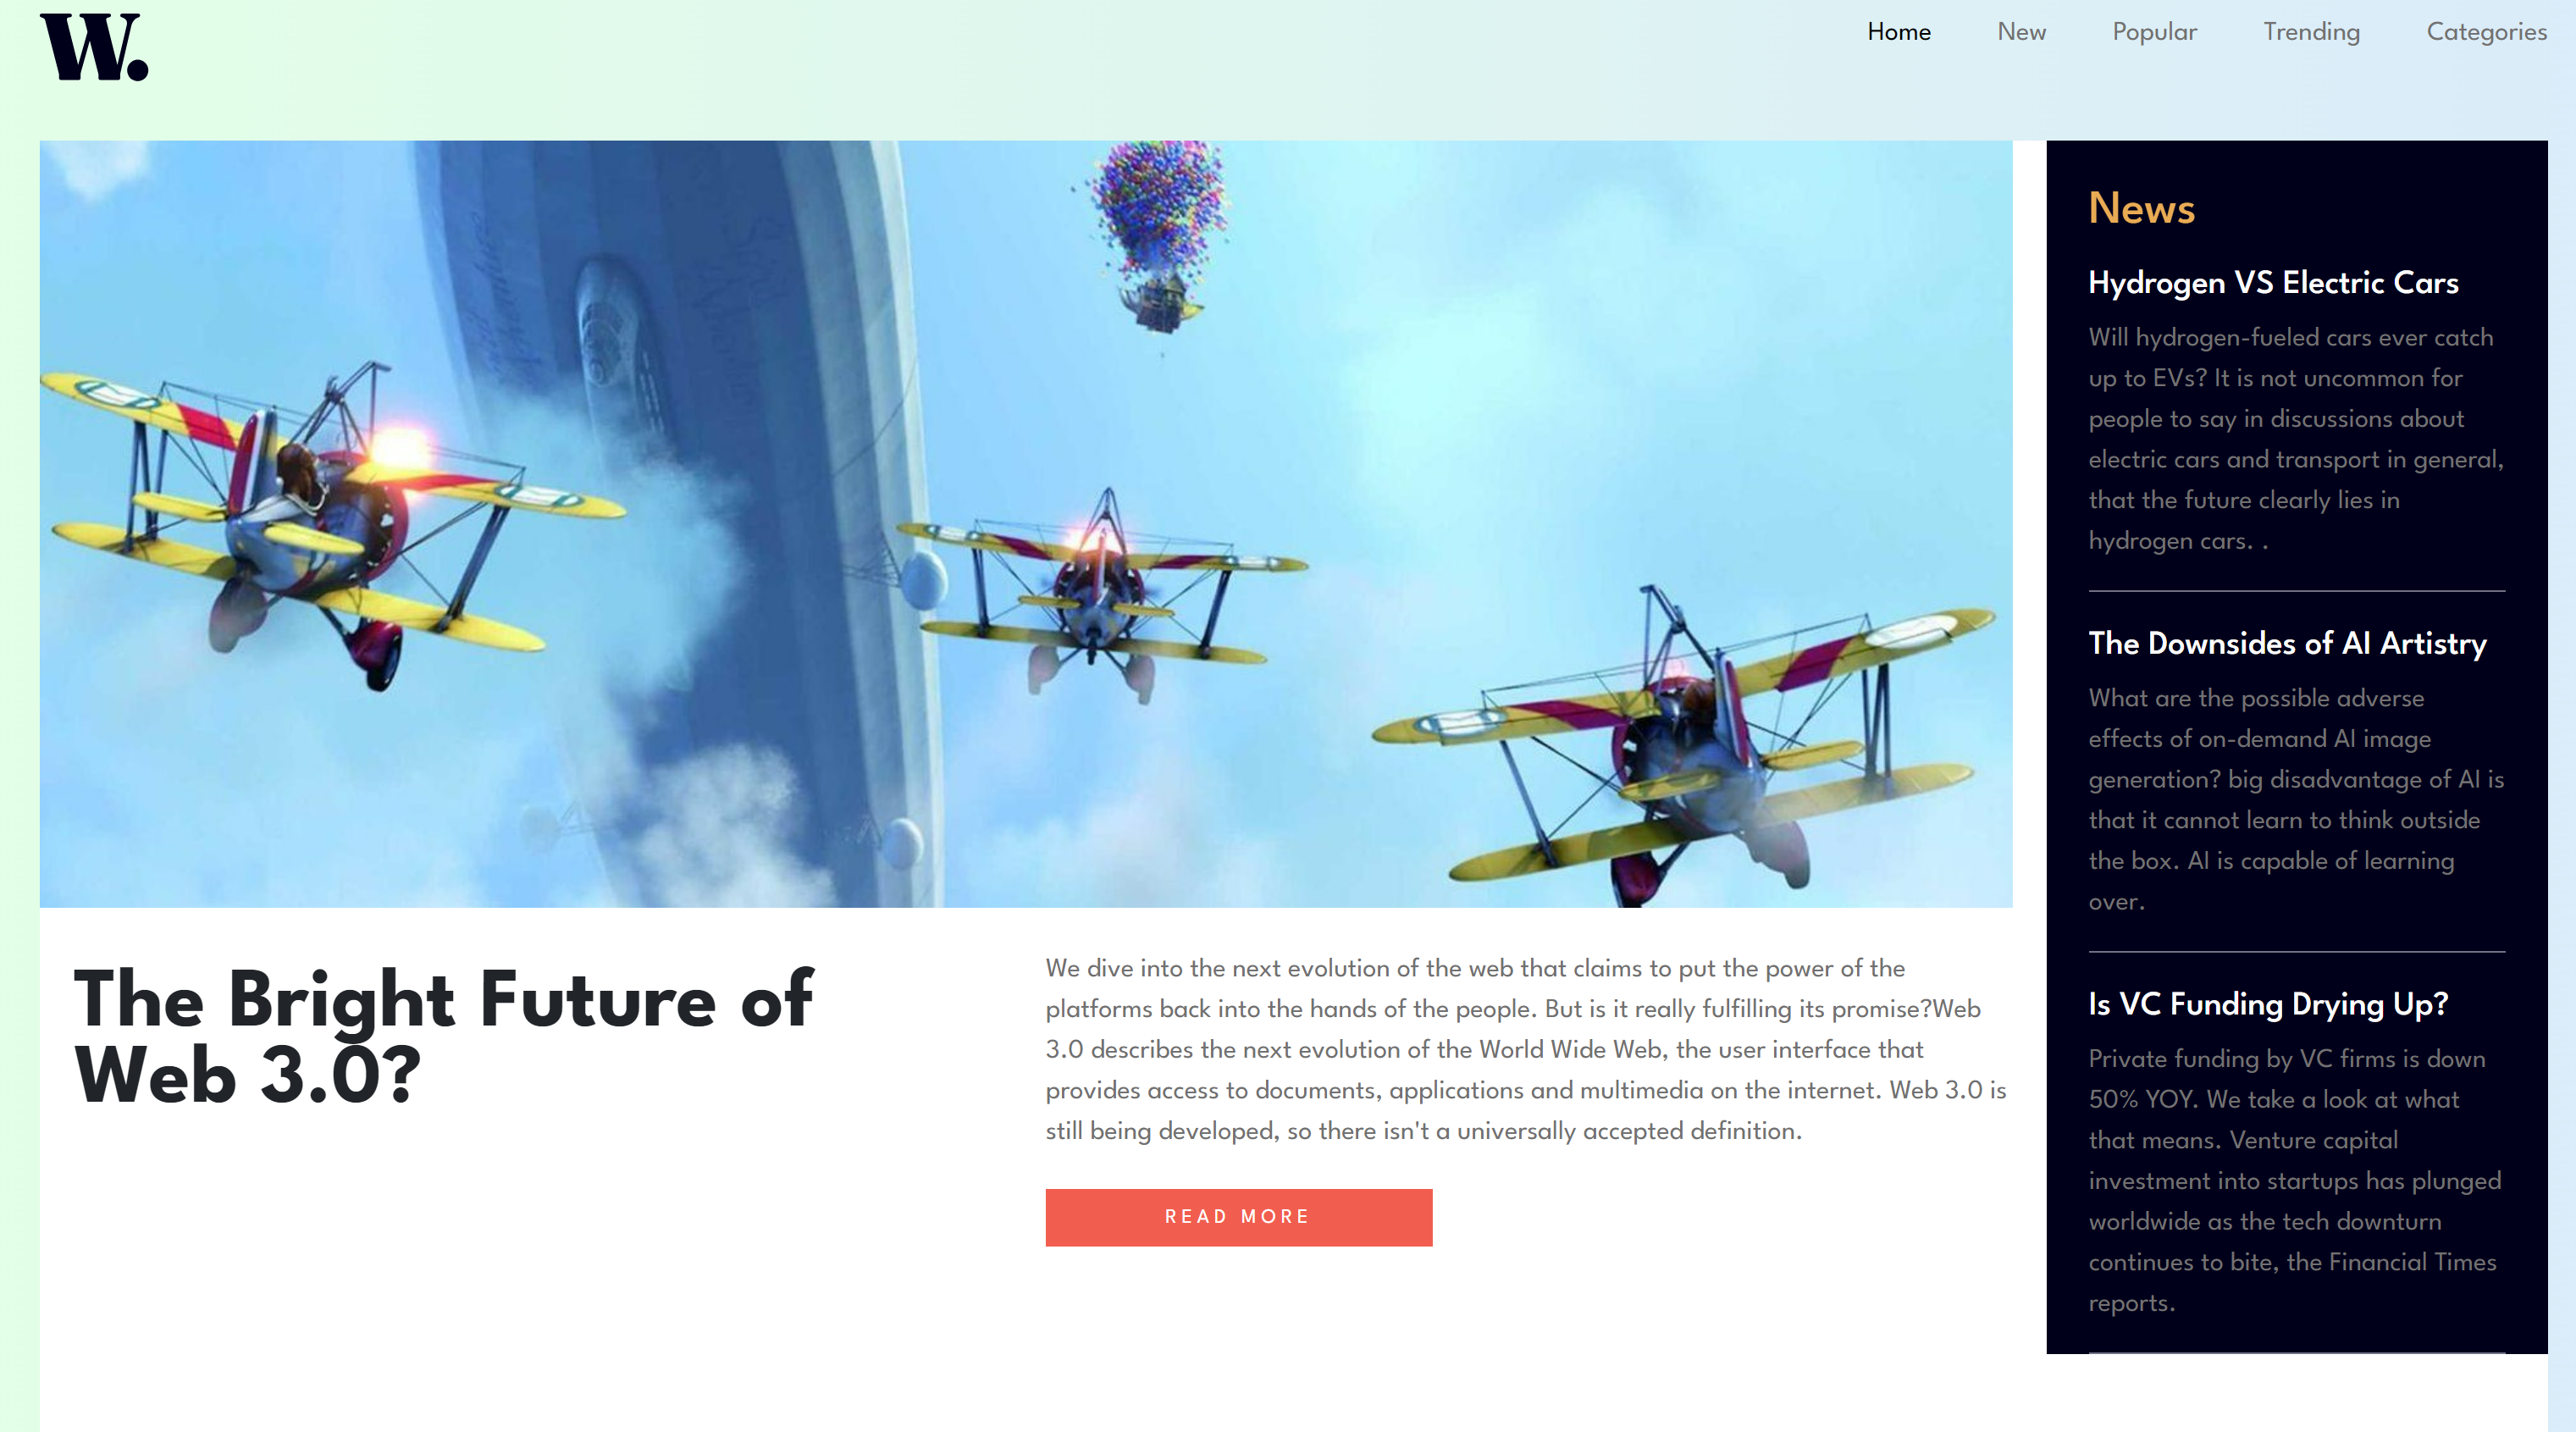 W.
Home
New
Popular
Trending
Categories
The Bright Future of
Web 3.0?
We dive into the next evolution of the web that claims to put the power of the
platforms back into the hands of the people. But is it really fulfilling its promise?Web
3.0 describes the next evolution of the World Wide Web, the user interface that
provides access to documents, applications and multimedia on the internet. Web 3.0 is
still being developed, so there isn't a universally accepted definition.
READ MORE
News
Hydrogen VS Electric Cars
Will hydrogen-fueled cars ever catch
up to EVs? It is not uncommon for
people to say in discussions about
electric cars and transport in general,
that the future clearly lies in
hydrogen cars. .
The Downsides of AI Artistry
What are the possible adverse
effects of on-demand AI image
generation? big disadvantage of AI is
that it cannot learn to think outside
the box. AI is capable of learning
over.
Is VC Funding Drying Up?
Private funding by VC firms is down
50% YOY. We take a look at what
that means. Venture capital
investment into startups has plunged
worldwide as the tech downturn
continues to bite, the Financial Times
reports.